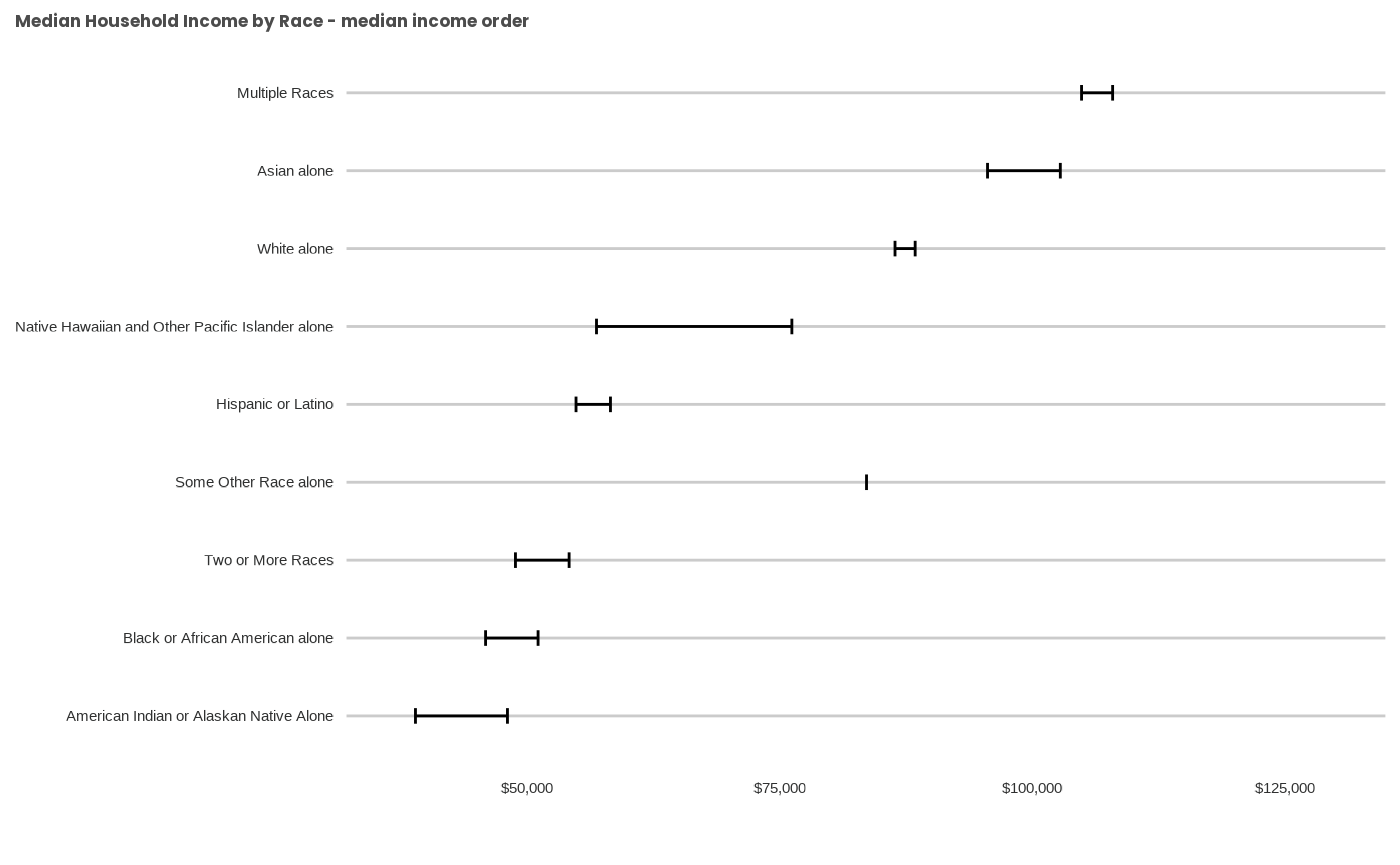 Median Household Income by Race - median income order
Multiple Races
Asian alone
White alone
Native Hawaiian and Other Pacific Islander alone
Hispanic or Latino
Some Other Race alone
Two or More Races
Black or African American alone
American Indian or Alaskan Native Alone
$50,000 $75,000 $100,000 $125,000